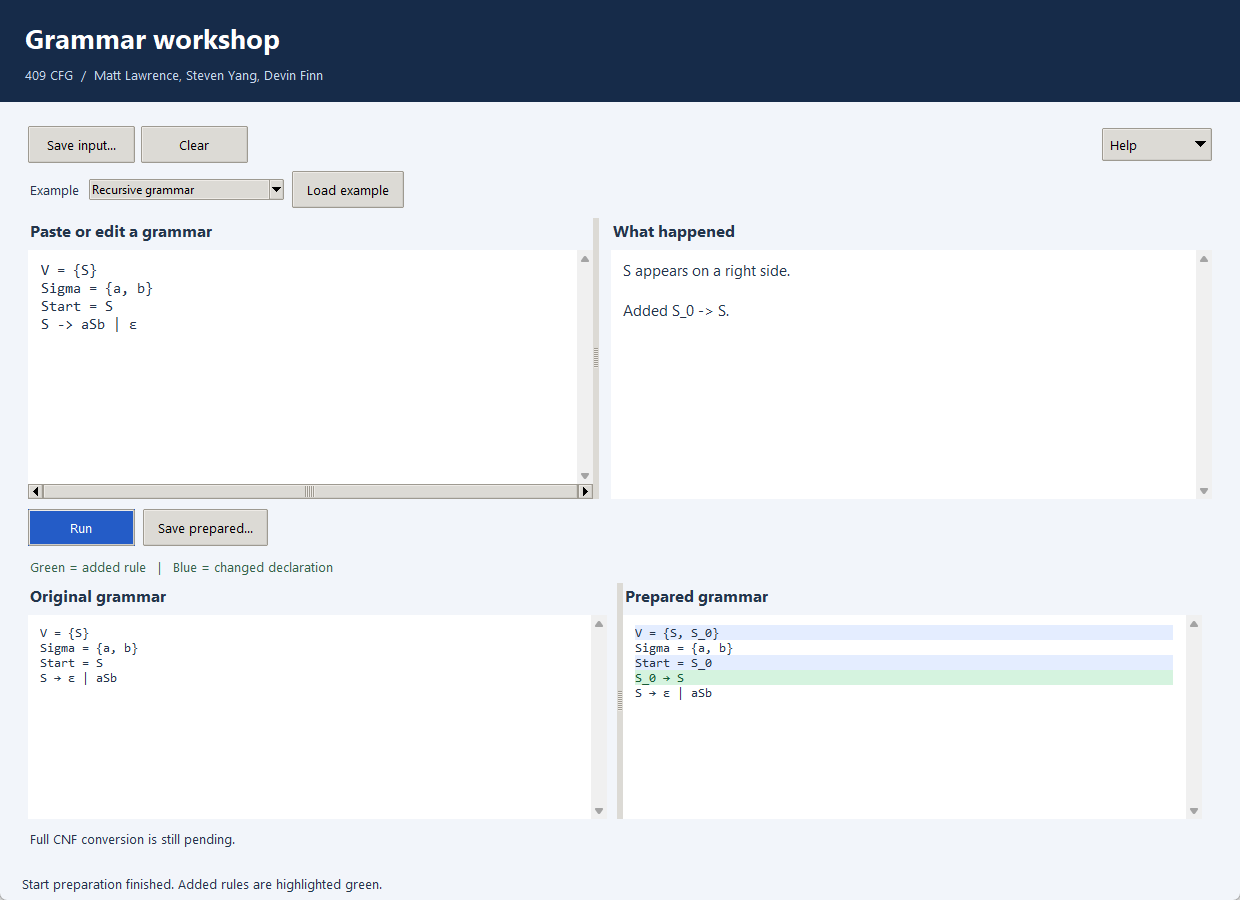 Grammar workshop
409 CFG / Matt Lawrence, Steven Yang, Devin Finn
Save input...
Clear
Help
Example
Recursive grammar
Load example
Paste or edit a grammar
V = {S}
Sigma = {a, b}
Start = S
S -> aSb | ε
What happened
S appears on a right side.
Added S_0 -> S.
Run
Save prepared...
Green = added rule | Blue = changed declaration
Original grammar
V = {S}
Sigma = {a, b}
Start = S
S → ε | aSb
Prepared grammar
V = {S, S_0}
Sigma = {a, b}
Start = S_0
S_0 → S
S → ε | aSb
Full CNF conversion is still pending.
Start preparation finished. Added rules are highlighted green.